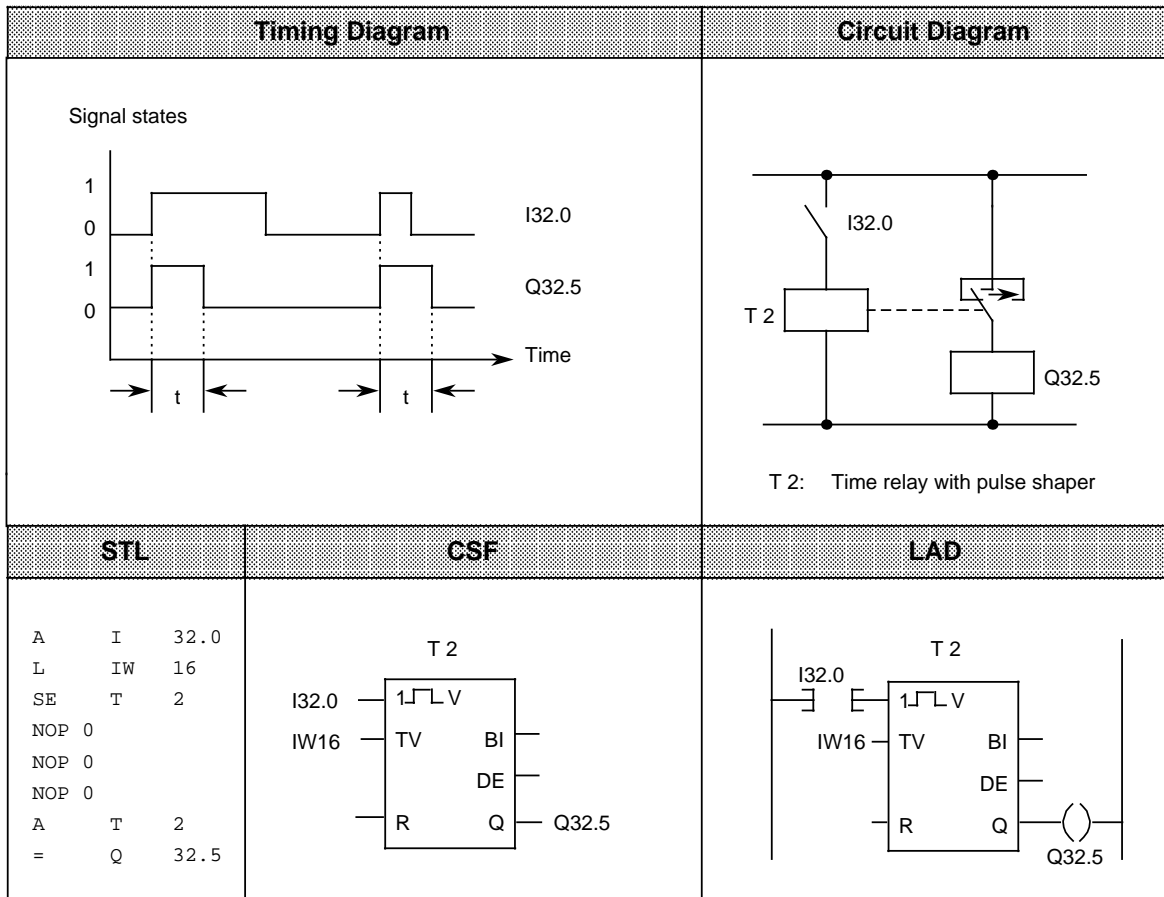 Timing Diagram
Circuit Diagram
Signal states
1
0
I32.0
1
0
Q32.5
Time
t
t
I32.0
T 2
Q32.5
T 2: Time relay with pulse shaper
STL
CSF
LAD
A I 32.0
L IW 16
SE T 2
NOP 0
NOP 0
NOP 0
A T 2
= Q 32.5
T 2
I32.0 1 V
IW16 TV BI
DE
R Q Q32.5
T 2
I32.0
1 V
IW16 TV BI
DE
R Q
Q32.5